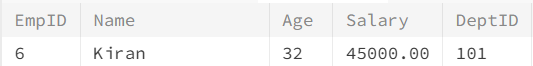 EmpID Name Age Salary DeptID
6 Kiran 32 45000.00 101